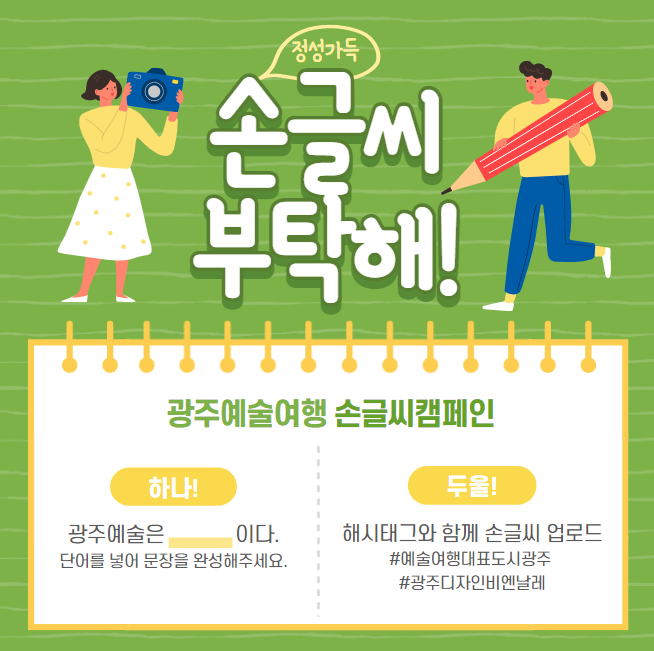 정성가득
손글씨
부탁해!
광주예술여행 손글씨캠페인
하나!
광주예술은 이다.
단어를 넣어 문장을 완성해주세요.
두울!
해시태그와 함께 손글씨 업로드
#예술여행대표도시광주
#광주디자인비엔날레